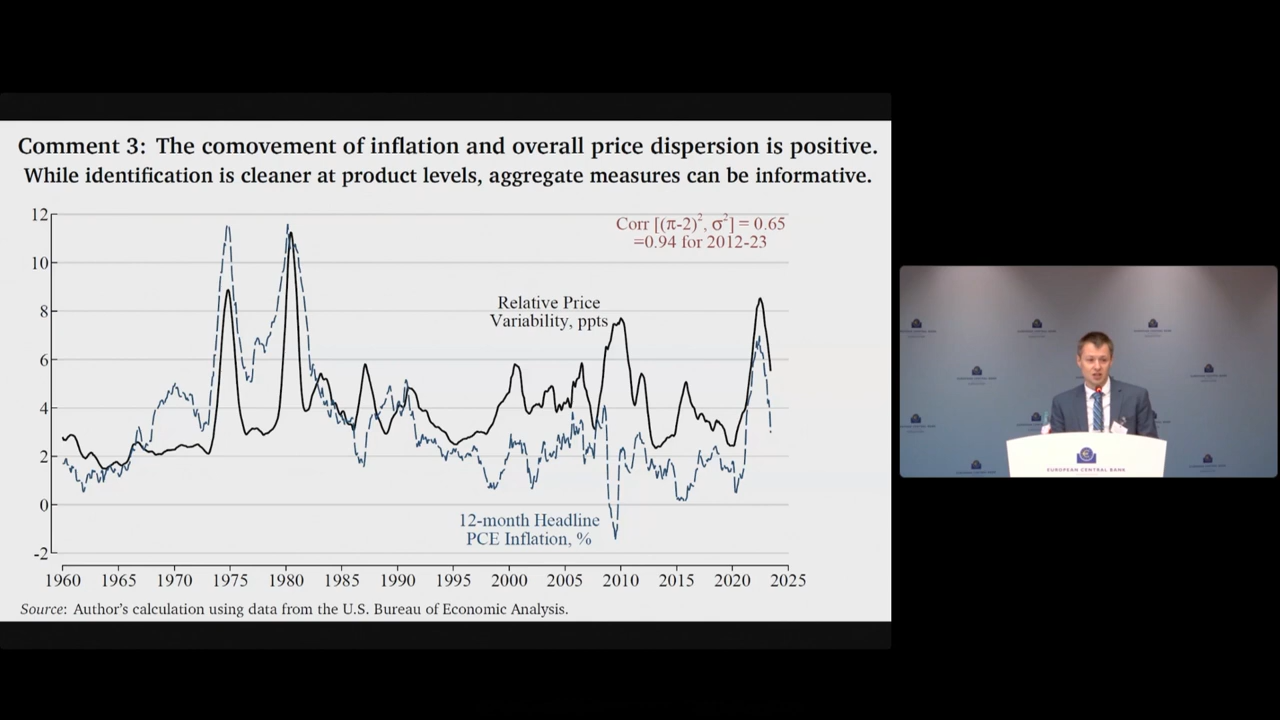 Comment 3: The comovement of inflation and overall price dispersion is positive.
While identification is cleaner at product levels, aggregate measures can be informative.
12
10
8
6
4
2
0
-2
Corr [(π-2)², σ²] = 0.65
=0.94 for 2012-23
Relative Price
Variability, ppts
12-month Headline
PCE Inflation, %
1960 1965 1970 1975 1980 1985 1990 1995 2000 2005 2010 2015 2020 2025
Source: Author's calculation using data from the U.S. Bureau of Economic Analysis.
EUROPEAN CENTRAL BANK